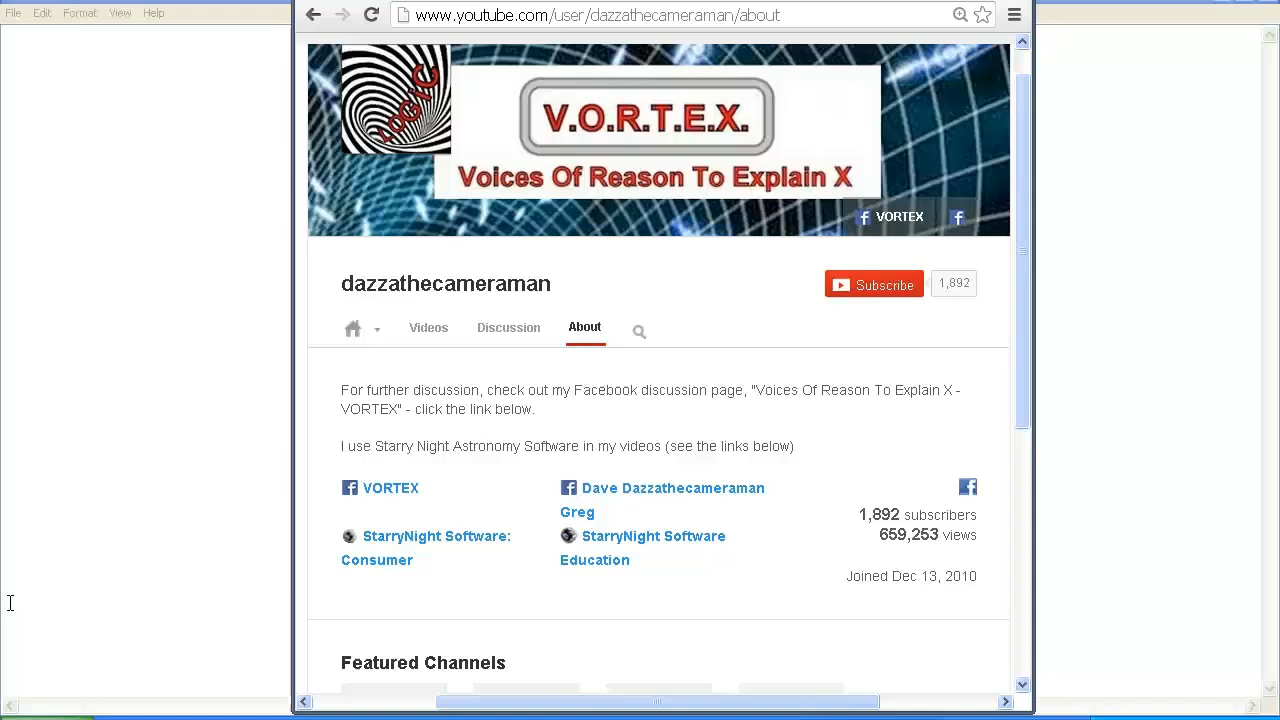 File Edit Format View Help
www.youtube.com/user/dazzathecameraman/about
LOGIC
V.O.R.T.E.X.
Voices Of Reason To Explain X
VORTEX
dazzathecameraman
Subscribe 1,892
Videos Discussion About
For further discussion, check out my Facebook discussion page, "Voices Of Reason To Explain X -
VORTEX" - click the link below.
I use Starry Night Astronomy Software in my videos (see the links below)
VORTEX
Dave Dazzathecameraman
Greg
StarryNight Software:
Consumer
StarryNight Software
Education
1,892 subscribers
659,253 views
Joined Dec 13, 2010
Featured Channels